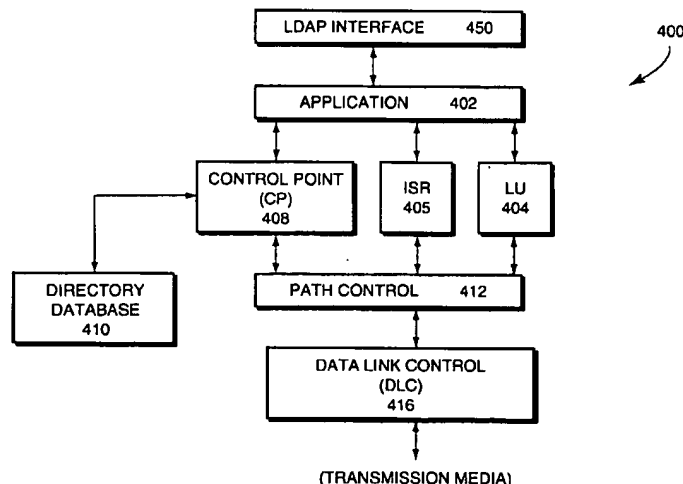 LDAP INTERFACE 450
400
APPLICATION 402
CONTROL POINT
(CP)
408
ISR
405
LU
404
DIRECTORY
DATABASE
410
PATH CONTROL 412
DATA LINK CONTROL
(DLC)
416
(TRANSMISSION MEDIA)